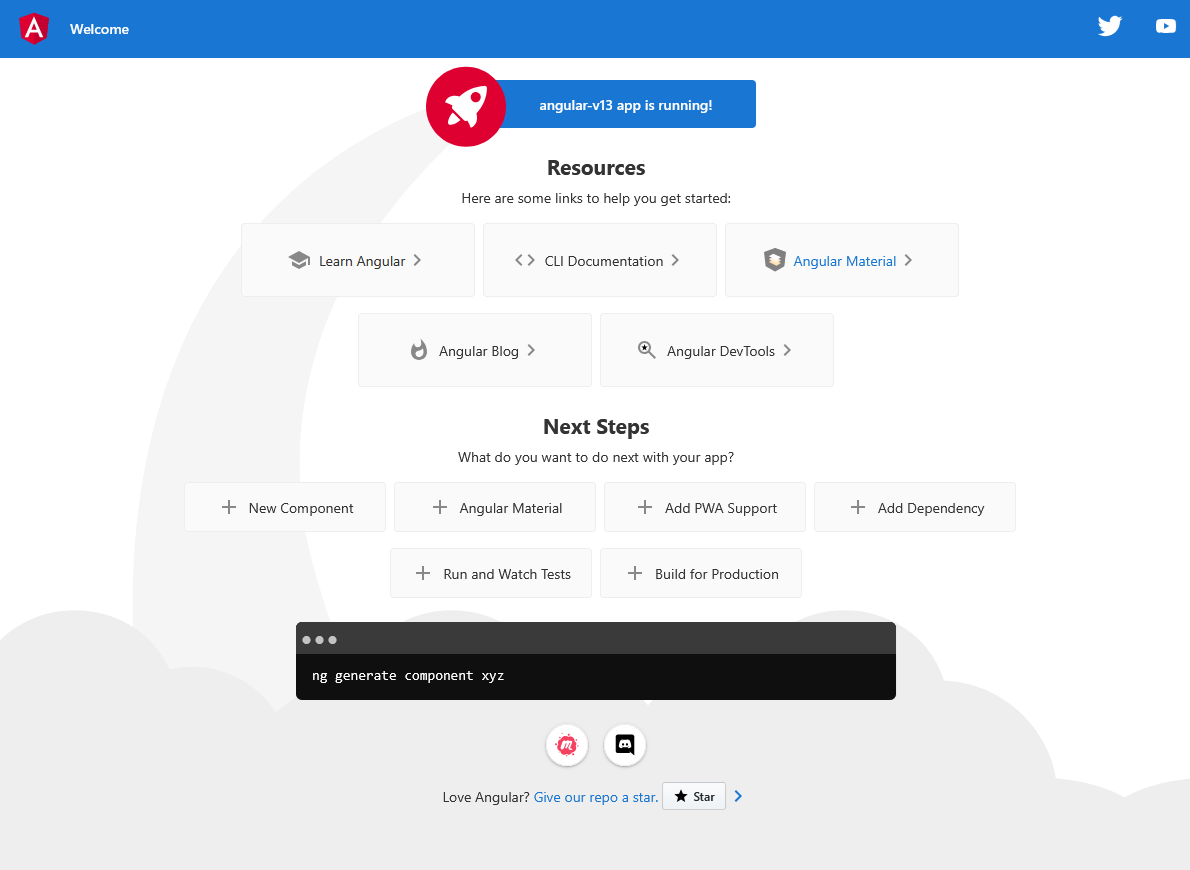 Welcome
angular-v13 app is running!
Resources
Here are some links to help you get started:
Learn Angular
CLI Documentation
Angular Material
Angular Blog
Angular DevTools
Next Steps
What do you want to do next with your app?
New Component
Angular Material
Add PWA Support
Add Dependency
Run and Watch Tests
Build for Production
ng generate component xyz
Love Angular? Give our repo a star. Star